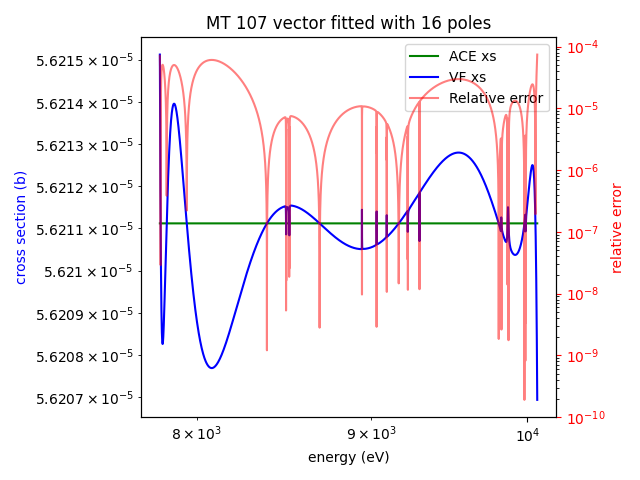 MT 107 vector fitted with 16 poles
ACE xs
VF xs
Relative error
5.6215 × 10⁻⁵
5.6214 × 10⁻⁵
5.6213 × 10⁻⁵
5.6212 × 10⁻⁵
5.6211 × 10⁻⁵
5.621 × 10⁻⁵
5.6209 × 10⁻⁵
5.6208 × 10⁻⁵
5.6207 × 10⁻⁵
cross section (b)
8 × 10³
9 × 10³
10⁴
energy (eV)
10⁻⁴
10⁻⁵
10⁻⁶
10⁻⁷
10⁻⁸
10⁻⁹
10⁻¹⁰
relative error